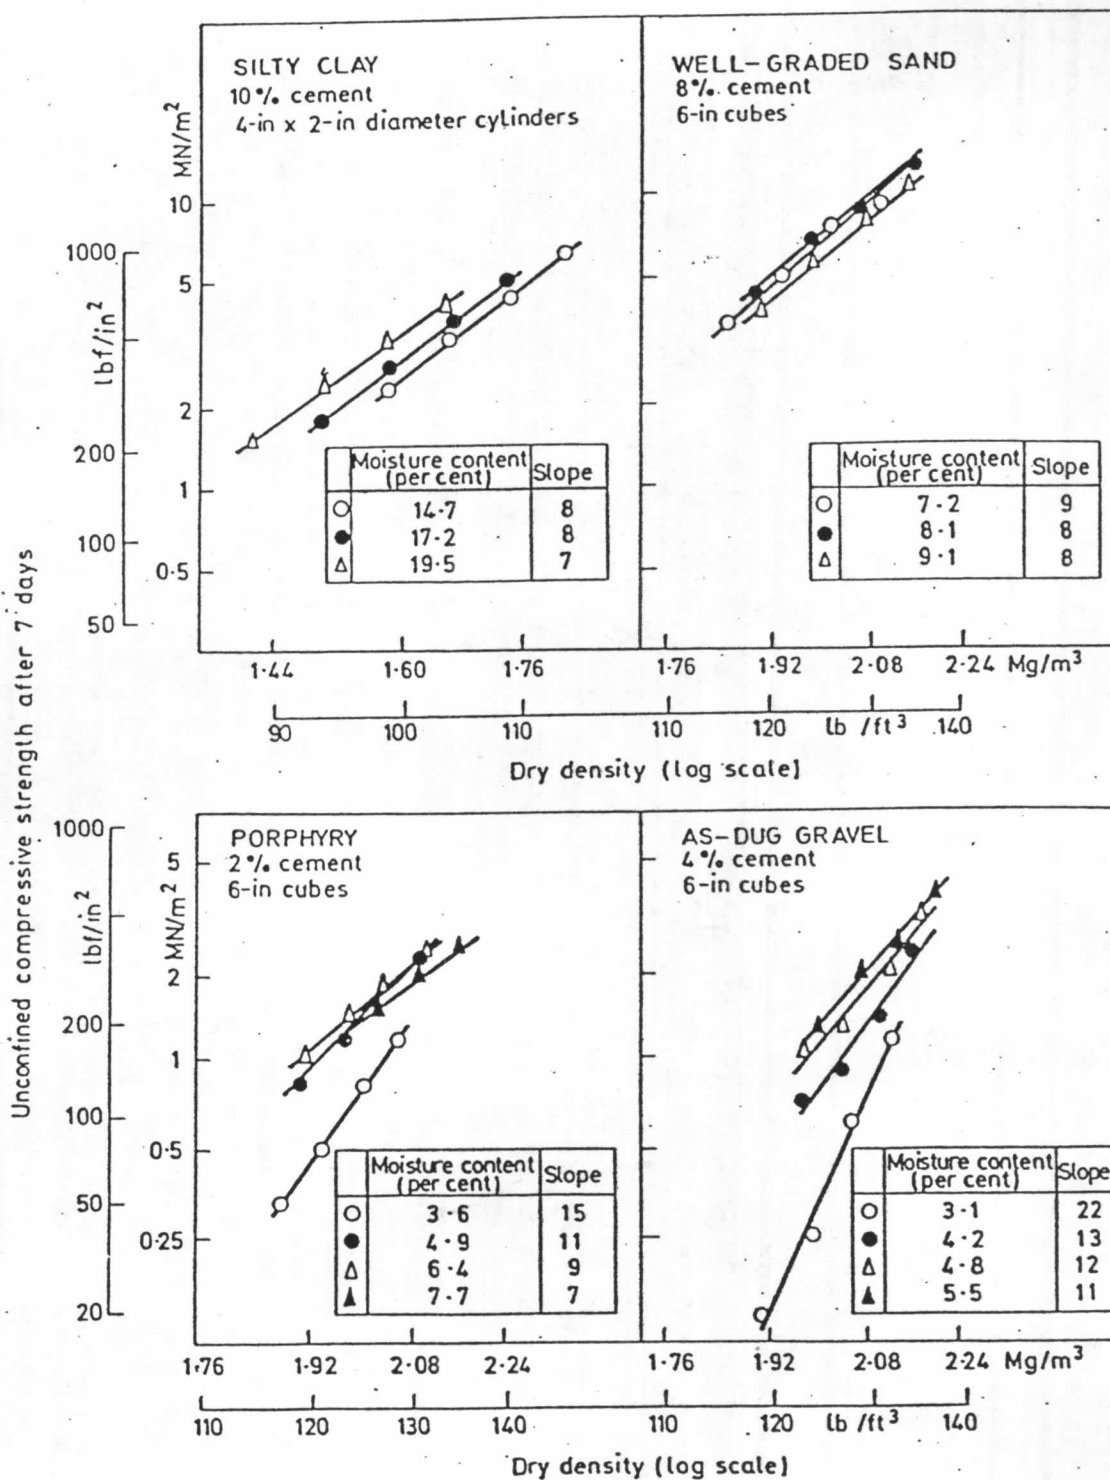 SILTY CLAY
10% cement
4-in x 2-in diameter cylinders
WELL-GRADED SAND
8% cement
6-in cubes
MN/m²
10
5
2
1
0·5
lbf/in²
1000
200
100
50
Moisture content Slope
(per cent)
14·7 8
17·2 8
19·5 7
Moisture content Slope
(per cent)
7·2 9
8·1 8
9·1 8
1·44 1·60 1·76 1·76 1·92 2·08 2·24 Mg/m³
90 100 110 110 120 lb/ft³ 140
Dry density (log scale)
Unconfined compressive strength after 7 days
PORPHYRY
2% cement
6-in cubes
AS-DUG GRAVEL
4% cement
6-in cubes
lbf/in²
1000
200
100
50
20
MN/m²
5
2
1
0·5
0·25
Moisture content Slope
(per cent)
3·6 15
4·9 11
6·4 9
7·7 7
Moisture content Slope
(per cent)
3·1 22
4·2 13
4·8 12
5·5 11
1·76 1·92 2·08 2·24 1·76 1·92 2·08 2·24 Mg/m³
110 120 130 140 110 120 lb/ft³ 140
Dry density (log scale)